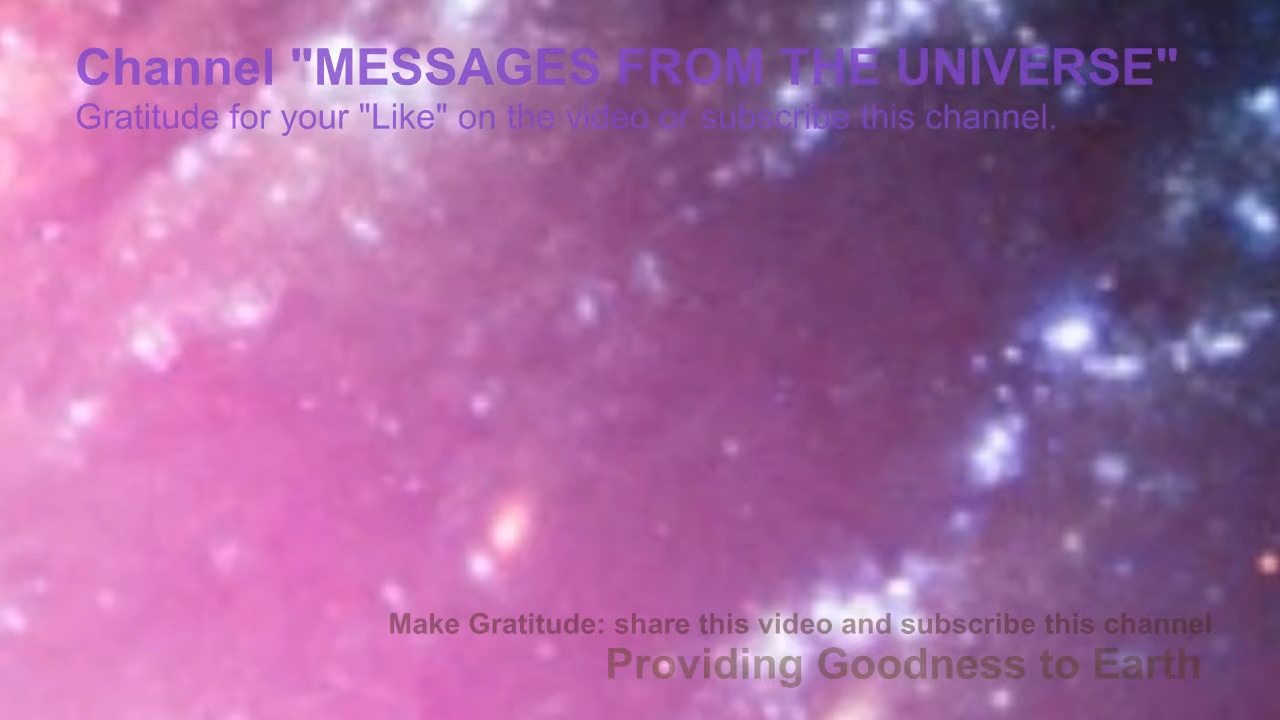 Channel "MESSAGES FROM THE UNIVERSE"
Gratitude for your "Like" on the video or subscribe this channel.
Make Gratitude: share this video and subscribe this channel
Providing Goodness to Earth